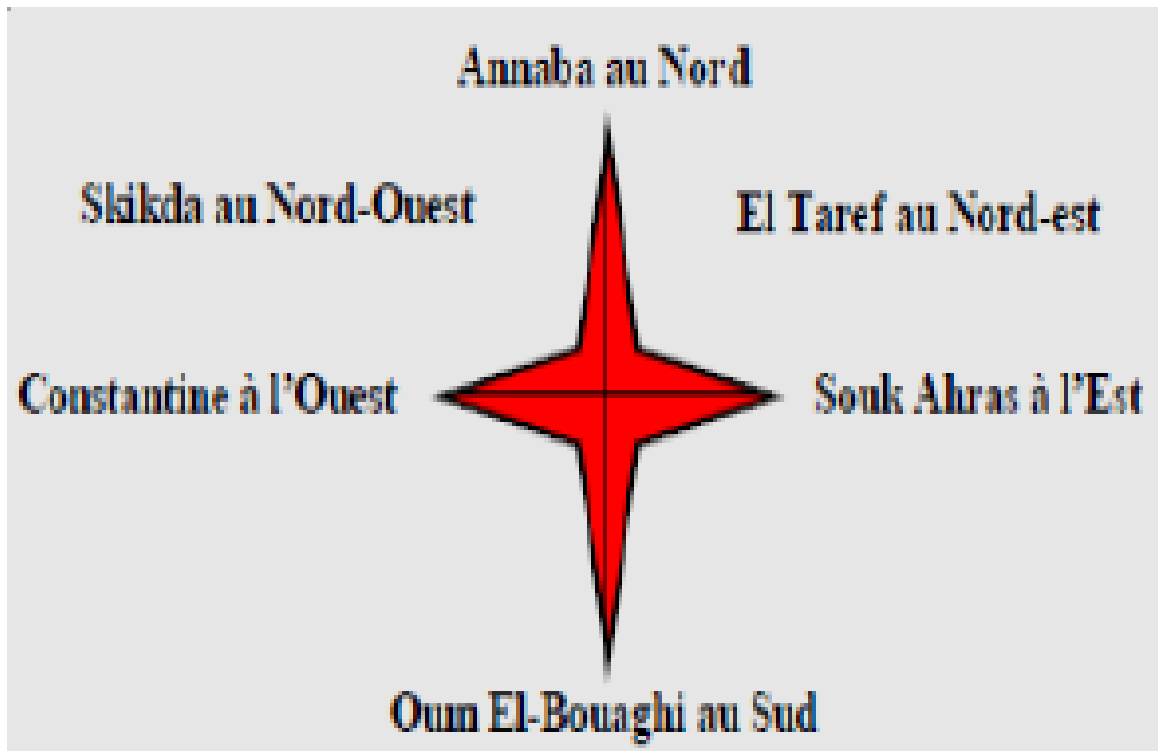 Annaba au Nord
Skikda au Nord-Ouest
El Taref au Nord-est
Constantine à l’Ouest
Souk Ahras à l’Est
Oum El-Bouaghi au Sud